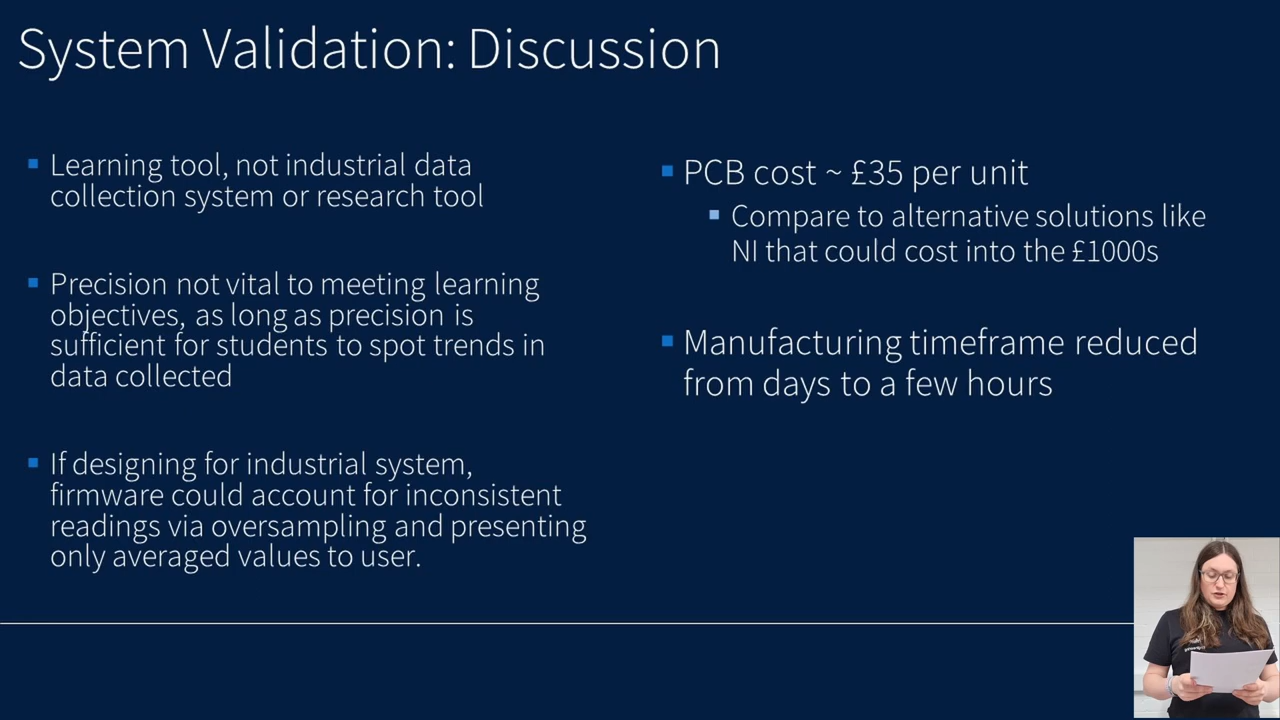 System Validation: Discussion
Learning tool, not industrial data
collection system or research tool
Precision not vital to meeting learning
objectives, as long as precision is
sufficient for students to spot trends in
data collected
If designing for industrial system,
firmware could account for inconsistent
readings via oversampling and presenting
only averaged values to user.
PCB cost ~ £35 per unit
Compare to alternative solutions like
NI that could cost into the £1000s
Manufacturing timeframe reduced
from days to a few hours